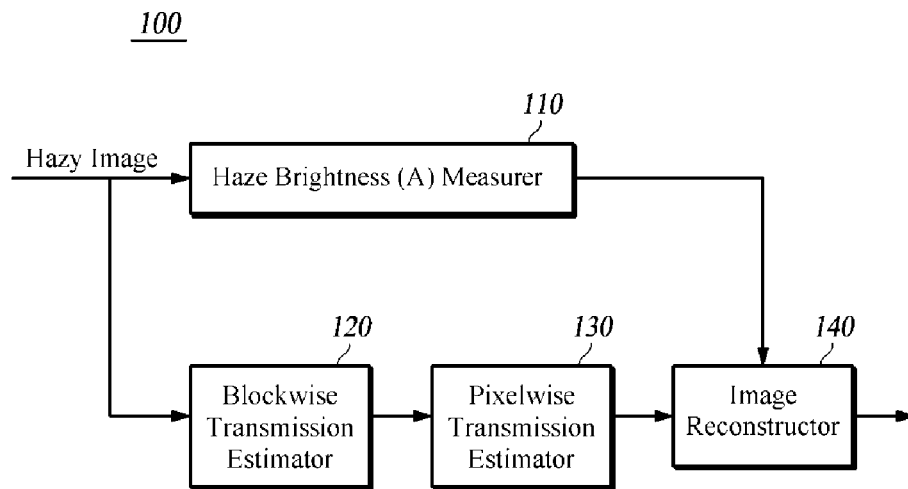 100
110
Hazy Image
Haze Brightness (A) Measurer
120
130
140
Blockwise
Transmission
Estimator
Pixelwise
Transmission
Estimator
Image
Reconstructor